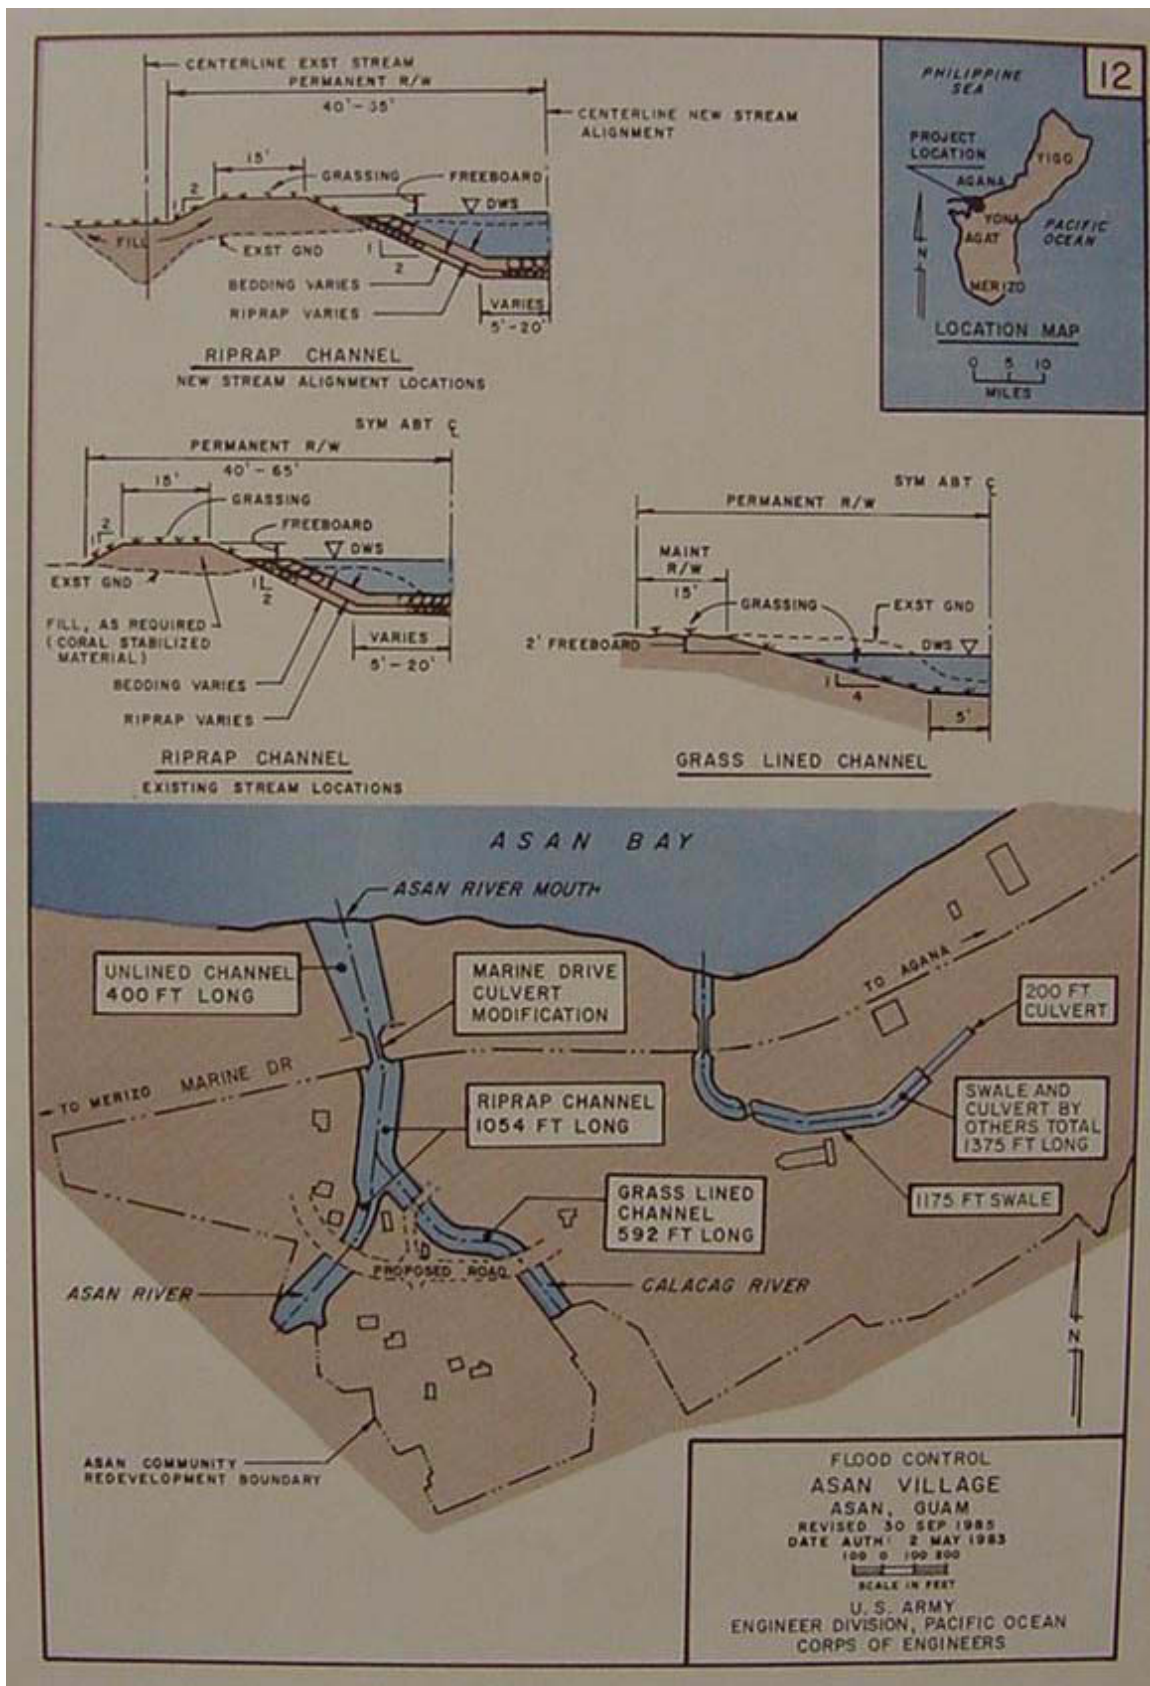 12
CENTERLINE EXST STREAM
PERMANENT R/W
40'-35'
CENTERLINE NEW STREAM
ALIGNMENT
15'
2
1
GRASSING
FREEBOARD
DWS
FILL
EXST GND
1
2
BEDDING VARIES
RIPRAP VARIES
VARIES
5'-20'
RIPRAP CHANNEL
NEW STREAM ALIGNMENT LOCATIONS
PHILIPPINE
SEA
PROJECT
LOCATION
YIGO
AGANA
YONA
AGAT
PACIFIC
OCEAN
N
MERIZO
LOCATION MAP
0 5 10
MILES
SYM ABT ℄
PERMANENT R/W
40'-65'
15'
2
1
GRASSING
FREEBOARD
DWS
EXST GND
1
2
FILL, AS REQUIRED
(CORAL STABILIZED
MATERIAL)
VARIES
5'-20'
BEDDING VARIES
RIPRAP VARIES
RIPRAP CHANNEL
EXISTING STREAM LOCATIONS
SYM ABT ℄
PERMANENT R/W
MAINT
R/W
15'
GRASSING
EXST GND
2' FREEBOARD
DWS
1
4
5'
GRASS LINED CHANNEL
ASAN BAY
ASAN RIVER MOUTH
UNLINED CHANNEL
400 FT LONG
MARINE DRIVE
CULVERT
MODIFICATION
TO AGANA
200 FT
CULVERT
TO MERIZO
MARINE DR
RIPRAP CHANNEL
1054 FT LONG
SWALE AND
CULVERT BY
OTHERS TOTAL
1375 FT LONG
GRASS LINED
CHANNEL
592 FT LONG
1175 FT SWALE
PROPOSED ROAD
ASAN RIVER
CALACAG RIVER
N
ASAN COMMUNITY
REDEVELOPMENT BOUNDARY
FLOOD CONTROL
ASAN VILLAGE
ASAN, GUAM
REVISED 30 SEP 1985
DATE AUTH: 2 MAY 1983
100 0 100 200
SCALE IN FEET
U. S. ARMY
ENGINEER DIVISION, PACIFIC OCEAN
CORPS OF ENGINEERS